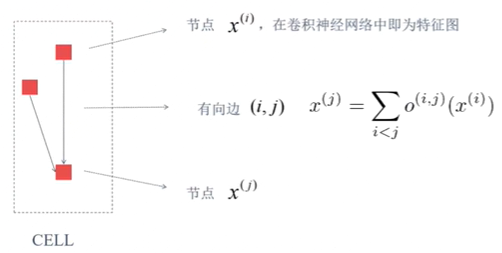 节点 x^{(i)}，在卷积神经网络中即为特征图
有向边 (i, j) x^{(j)} = \sum_{i<j} o^{(i,j)}(x^{(i)})
节点 x^{(j)}
CELL